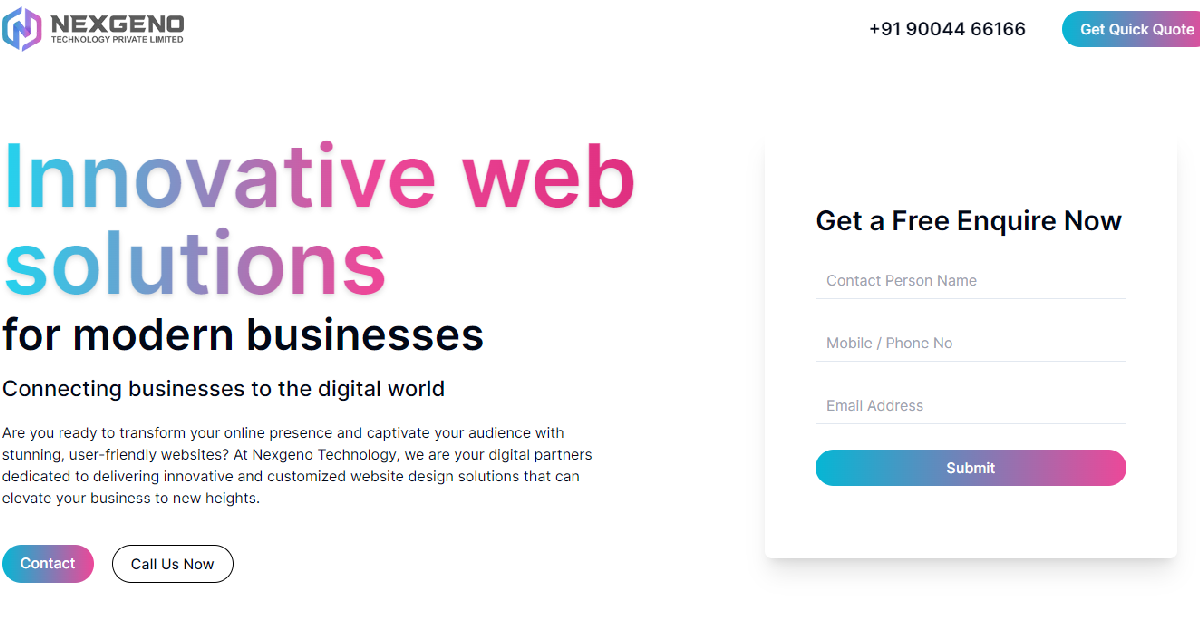 NEXGENO
TECHNOLOGY PRIVATE LIMITED
+91 90044 66166
Get Quick Quote
Innovative web
solutions
for modern businesses
Connecting businesses to the digital world
Are you ready to transform your online presence and captivate your audience with
stunning, user-friendly websites? At Nexgeno Technology, we are your digital partners
dedicated to delivering innovative and customized website design solutions that can
elevate your business to new heights.
Contact
Call Us Now
Get a Free Enquire Now
Contact Person Name
Mobile / Phone No
Email Address
Submit